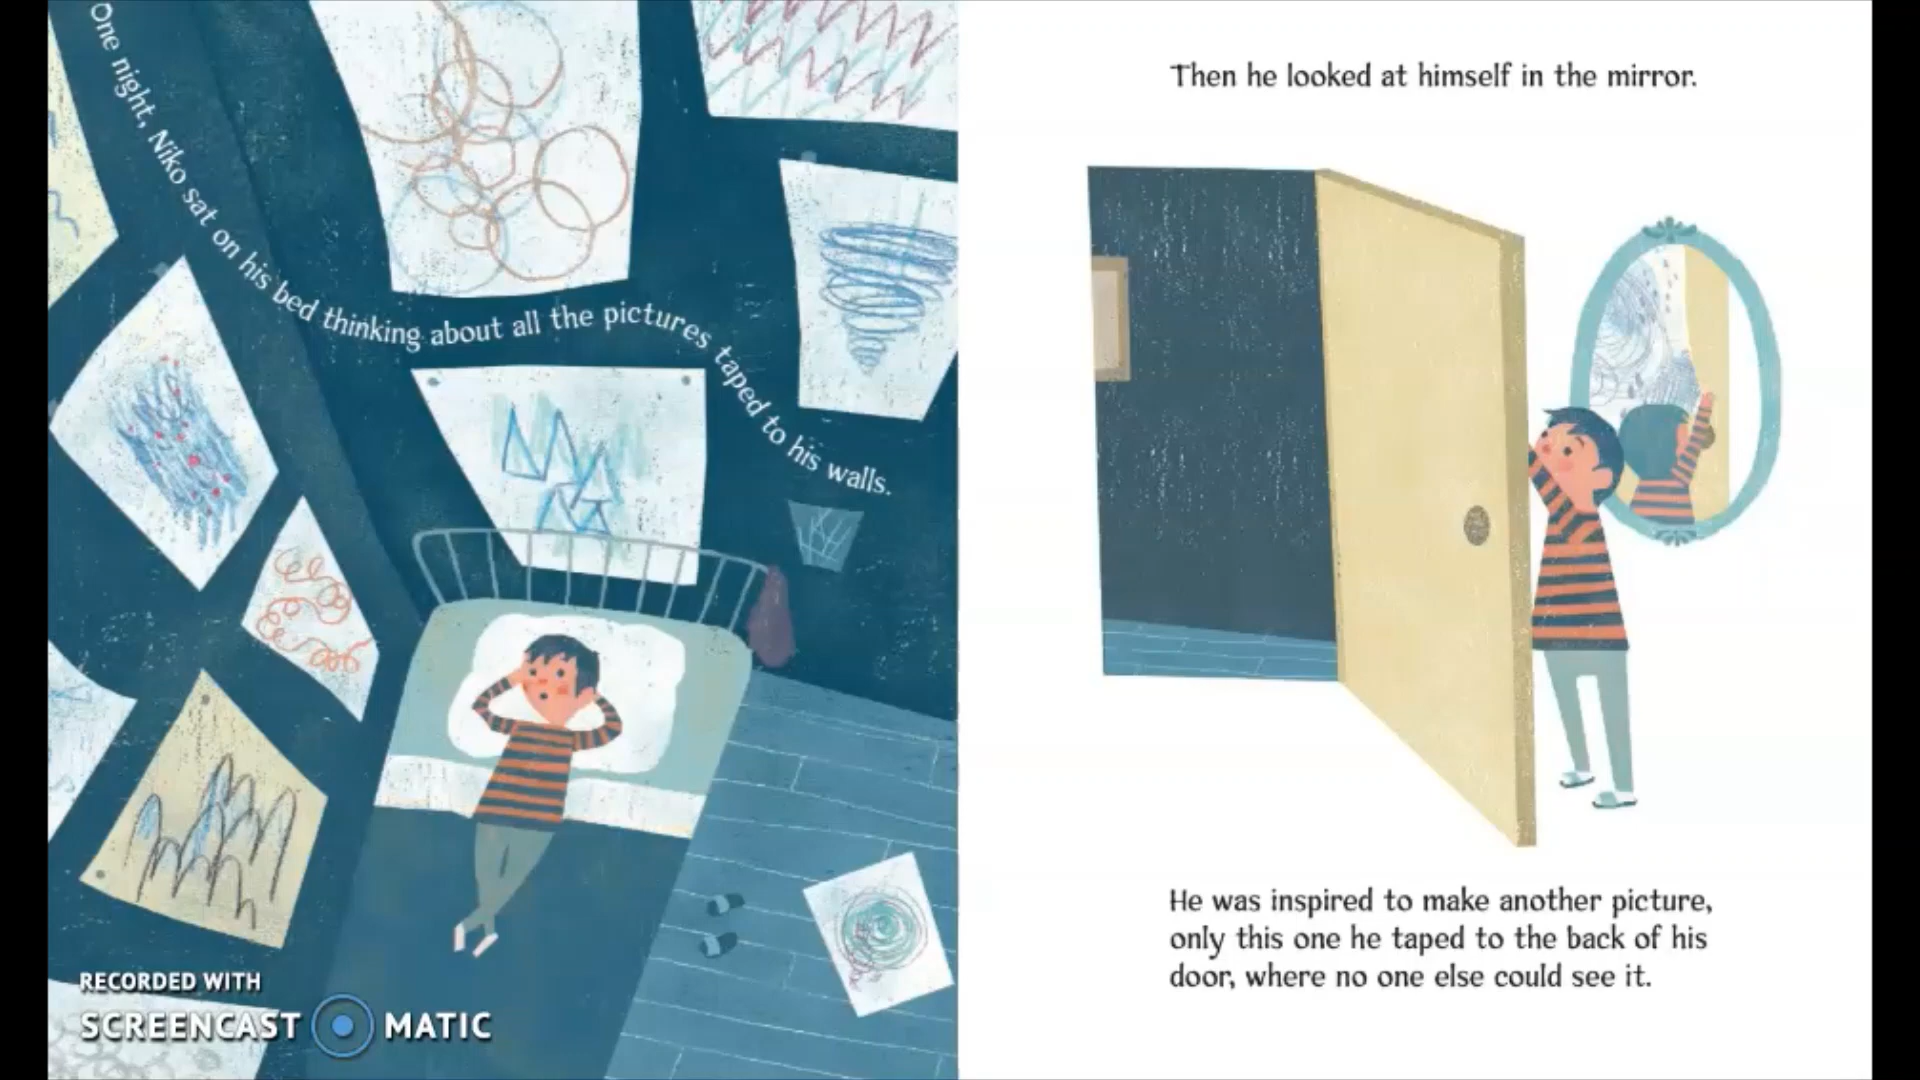 One night, Niko sat on his bed thinking about all the pictures taped to his walls.
Then he looked at himself in the mirror.
He was inspired to make another picture,
only this one he taped to the back of his
door, where no one else could see it.
RECORDED WITH
SCREENCAST MATIC